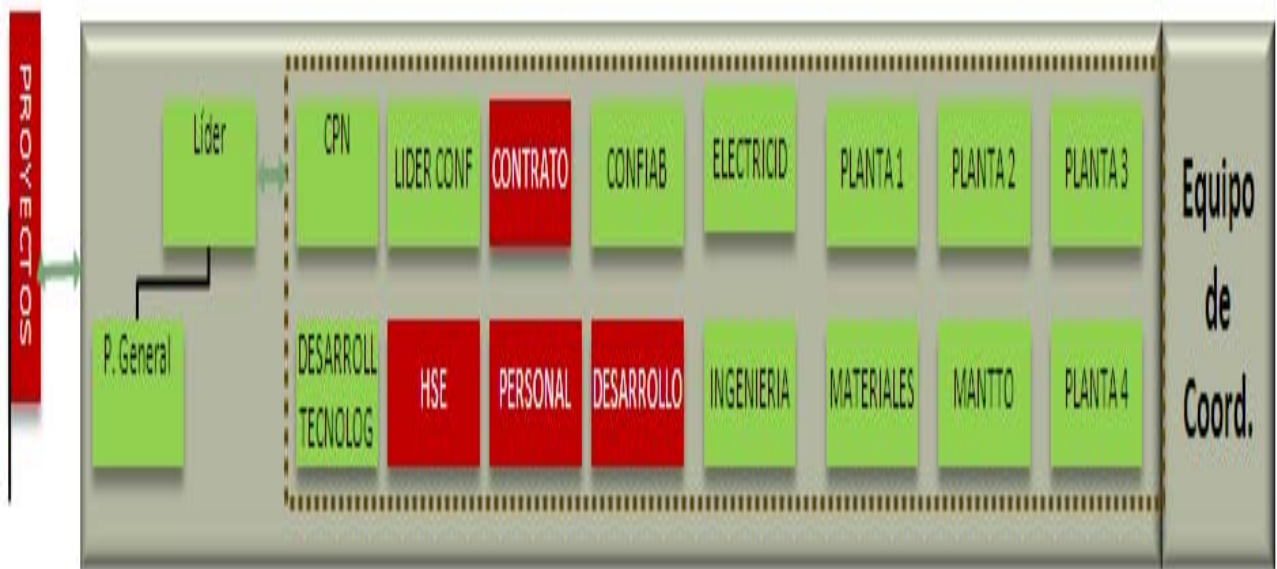 PROYECTOS
Líder
P. General
CPN
LIDER CONF
CONTRATO
CONFIAB
ELECTRICID
PLANTA 1
PLANTA 2
PLANTA 3
DESARROLL
TECNOLOG
HSE
PERSONAL
DESARROLLO
INGENIERIA
MATERIALES
MANTTO
PLANTA 4
Equipo
de
Coord.